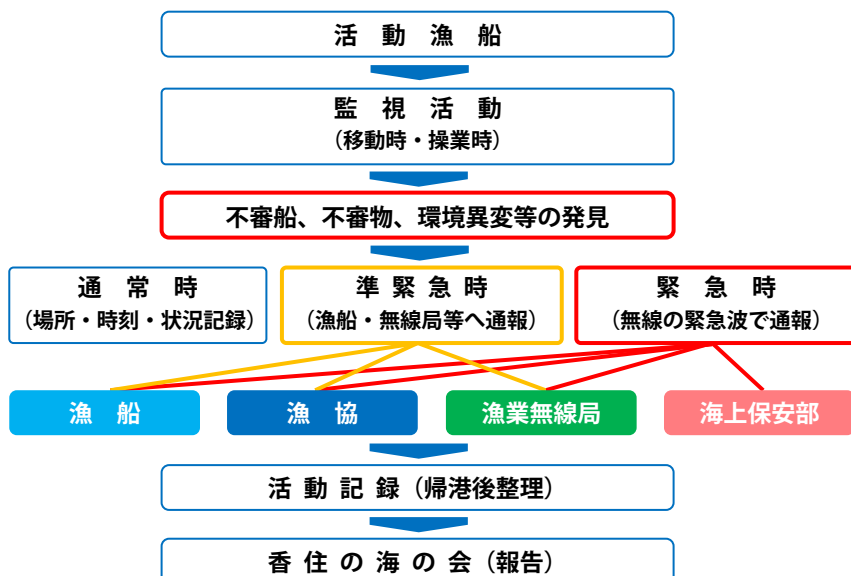 活動漁船
監視活動
（移動時・操業時）
不審船、不審物、環境異変等の発見
通常時
（場所・時刻・状況記録）
準緊急時
（漁船・無線局等へ通報）
緊急時
（無線の緊急波で通報）
漁船
漁協
漁業無線局
海上保安部
活動記録（帰港後整理）
香住の海の会（報告）